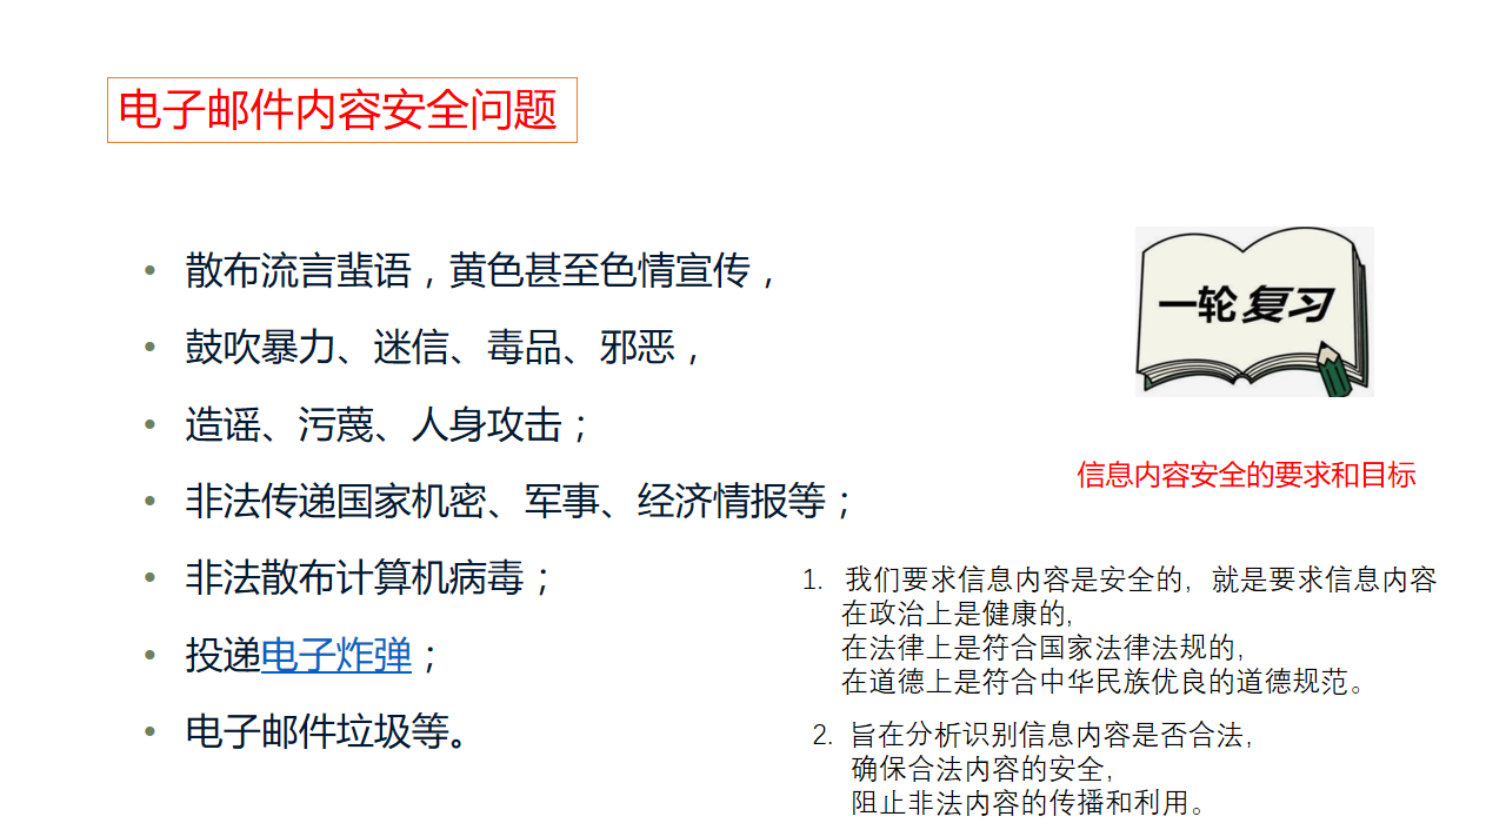 电子邮件内容安全问题
• 散布流言蜚语，黄色甚至色情宣传，
• 鼓吹暴力、迷信、毒品、邪恶，
• 造谣、污蔑、人身攻击；
• 非法传递国家机密、军事、经济情报等；
• 非法散布计算机病毒；
• 投递电子炸弹；
• 电子邮件垃圾等。
一轮复习
信息内容安全的要求和目标
1. 我们要求信息内容是安全的，就是要求信息内容
在政治上是健康的,
在法律上是符合国家法律法规的,
在道德上是符合中华民族优良的道德规范。
2. 旨在分析识别信息内容是否合法,
确保合法内容的安全,
阻止非法内容的传播和利用。